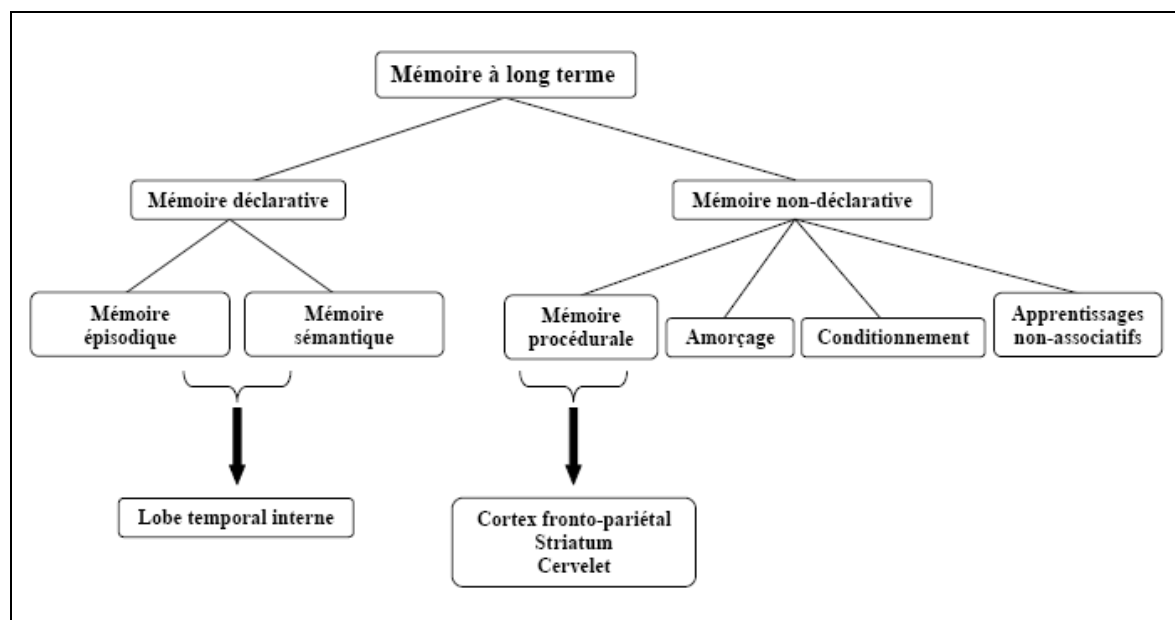 Mémoire à long terme
Mémoire déclarative
Mémoire non-déclarative
Mémoire
épisodique
Mémoire
sémantique
Mémoire
procédurale
Amorçage
Conditionnement
Apprentissages
non-associatifs
Lobe temporal interne
Cortex fronto-pariétal
Striatum
Cervelet